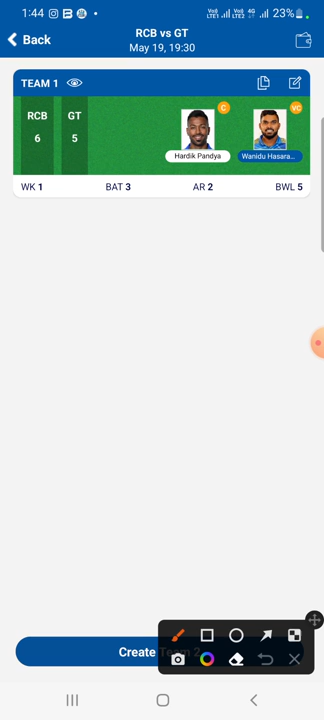 1:44
Vo) LTE1 Vo) LTE2 4G 23%
Back
RCB vs GT
May 19, 19:30
TEAM 1
RCB
6
GT
5
C
VC
Hardik Pandya
Wanidu Hasara...
WK 1
BAT 3
AR 2
BWL 5
Create Team 2